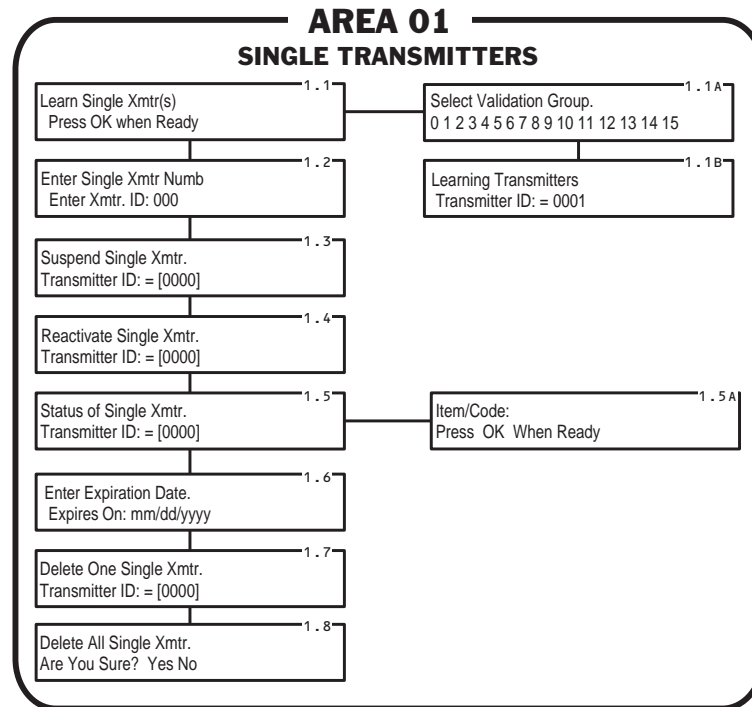 AREA 01
SINGLE TRANSMITTERS
1.1
Learn Single Xmtr(s)
Press OK when Ready
1.1A
Select Validation Group.
0 1 2 3 4 5 6 7 8 9 10 11 12 13 14 15
1.2
Enter Single Xmtr Numb
Enter Xmtr. ID: 000
1.1B
Learning Transmitters
Transmitter ID: = 0001
1.3
Suspend Single Xmtr.
Transmitter ID: = [0000]
1.4
Reactivate Single Xmtr.
Transmitter ID: = [0000]
1.5
Status of Single Xmtr.
Transmitter ID: = [0000]
1.5A
Item/Code:
Press OK When Ready
1.6
Enter Expiration Date.
Expires On: mm/dd/yyyy
1.7
Delete One Single Xmtr.
Transmitter ID: = [0000]
1.8
Delete All Single Xmtr.
Are You Sure? Yes No